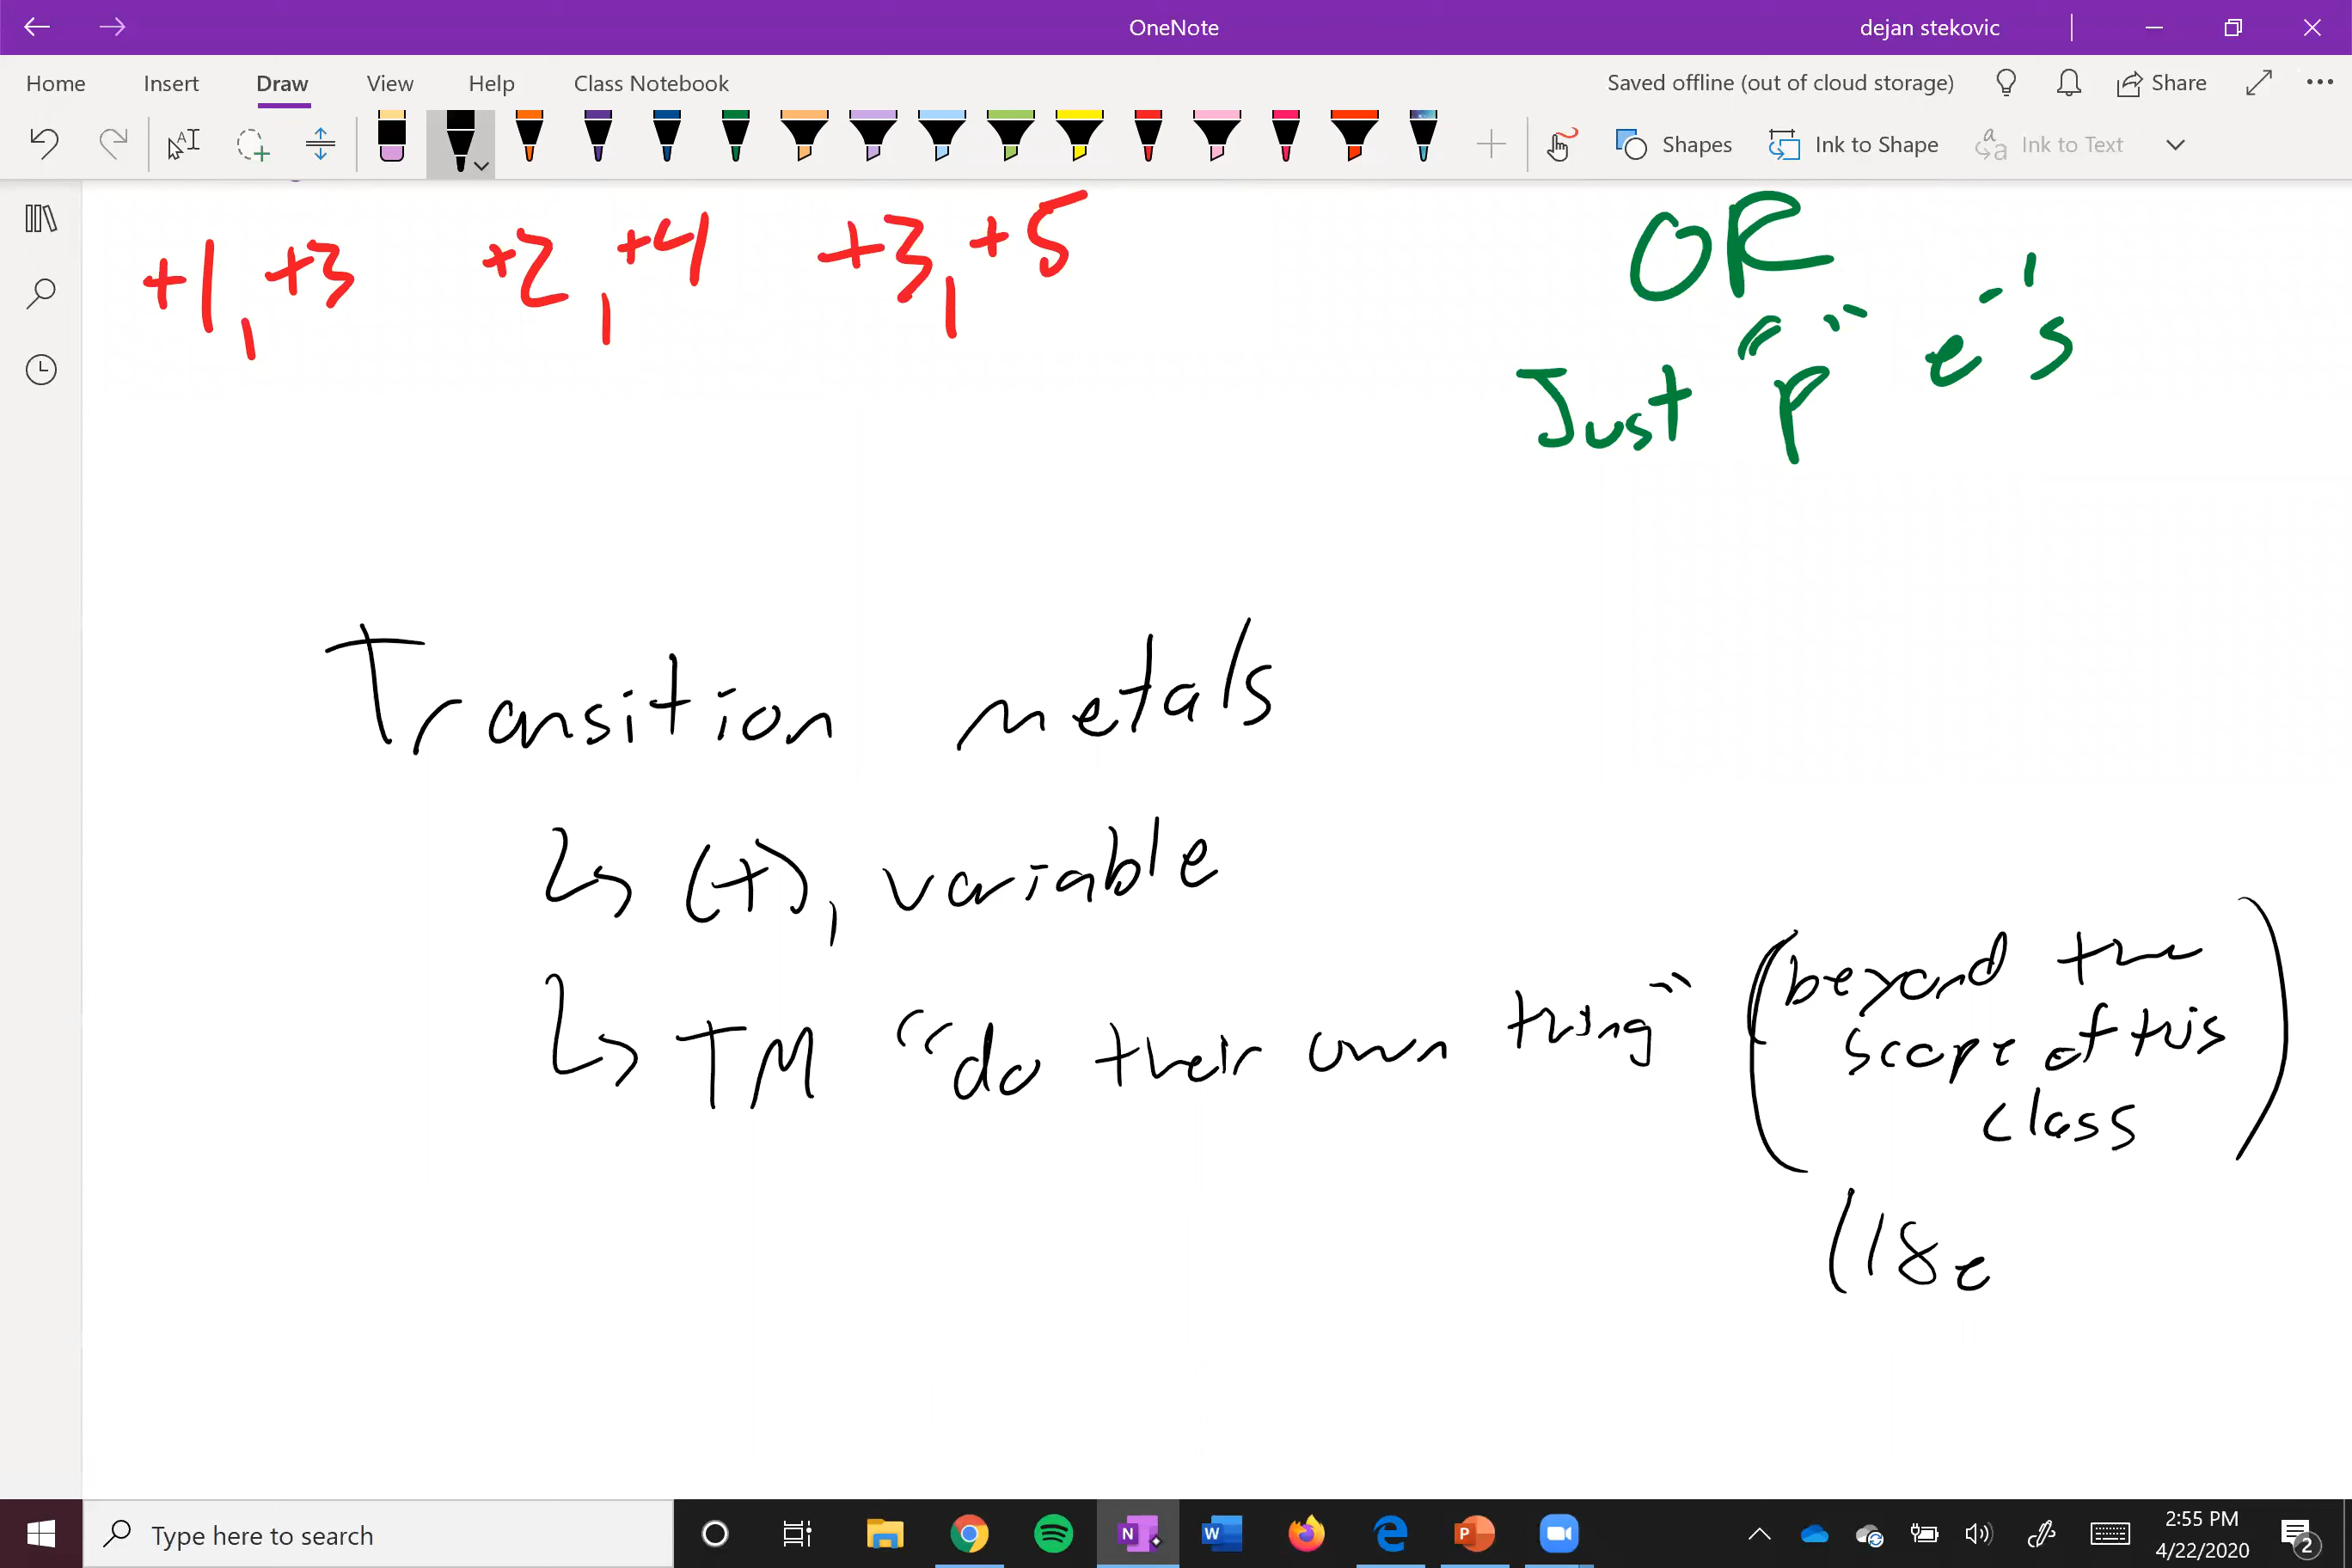 OneNote
dejan stekovic
Home Insert Draw View Help Class Notebook
Saved offline (out of cloud storage) Share
Shapes Ink to Shape Ink to Text
+1, +3 +2, +4 +3, +5
OR
Just "p" e⁻'s
Transition metals
↳ (+), variable
↳ TM "do their own thing" (beyond the
scope of this
class)
(18e
Type here to search
2:55 PM
4/22/2020
2